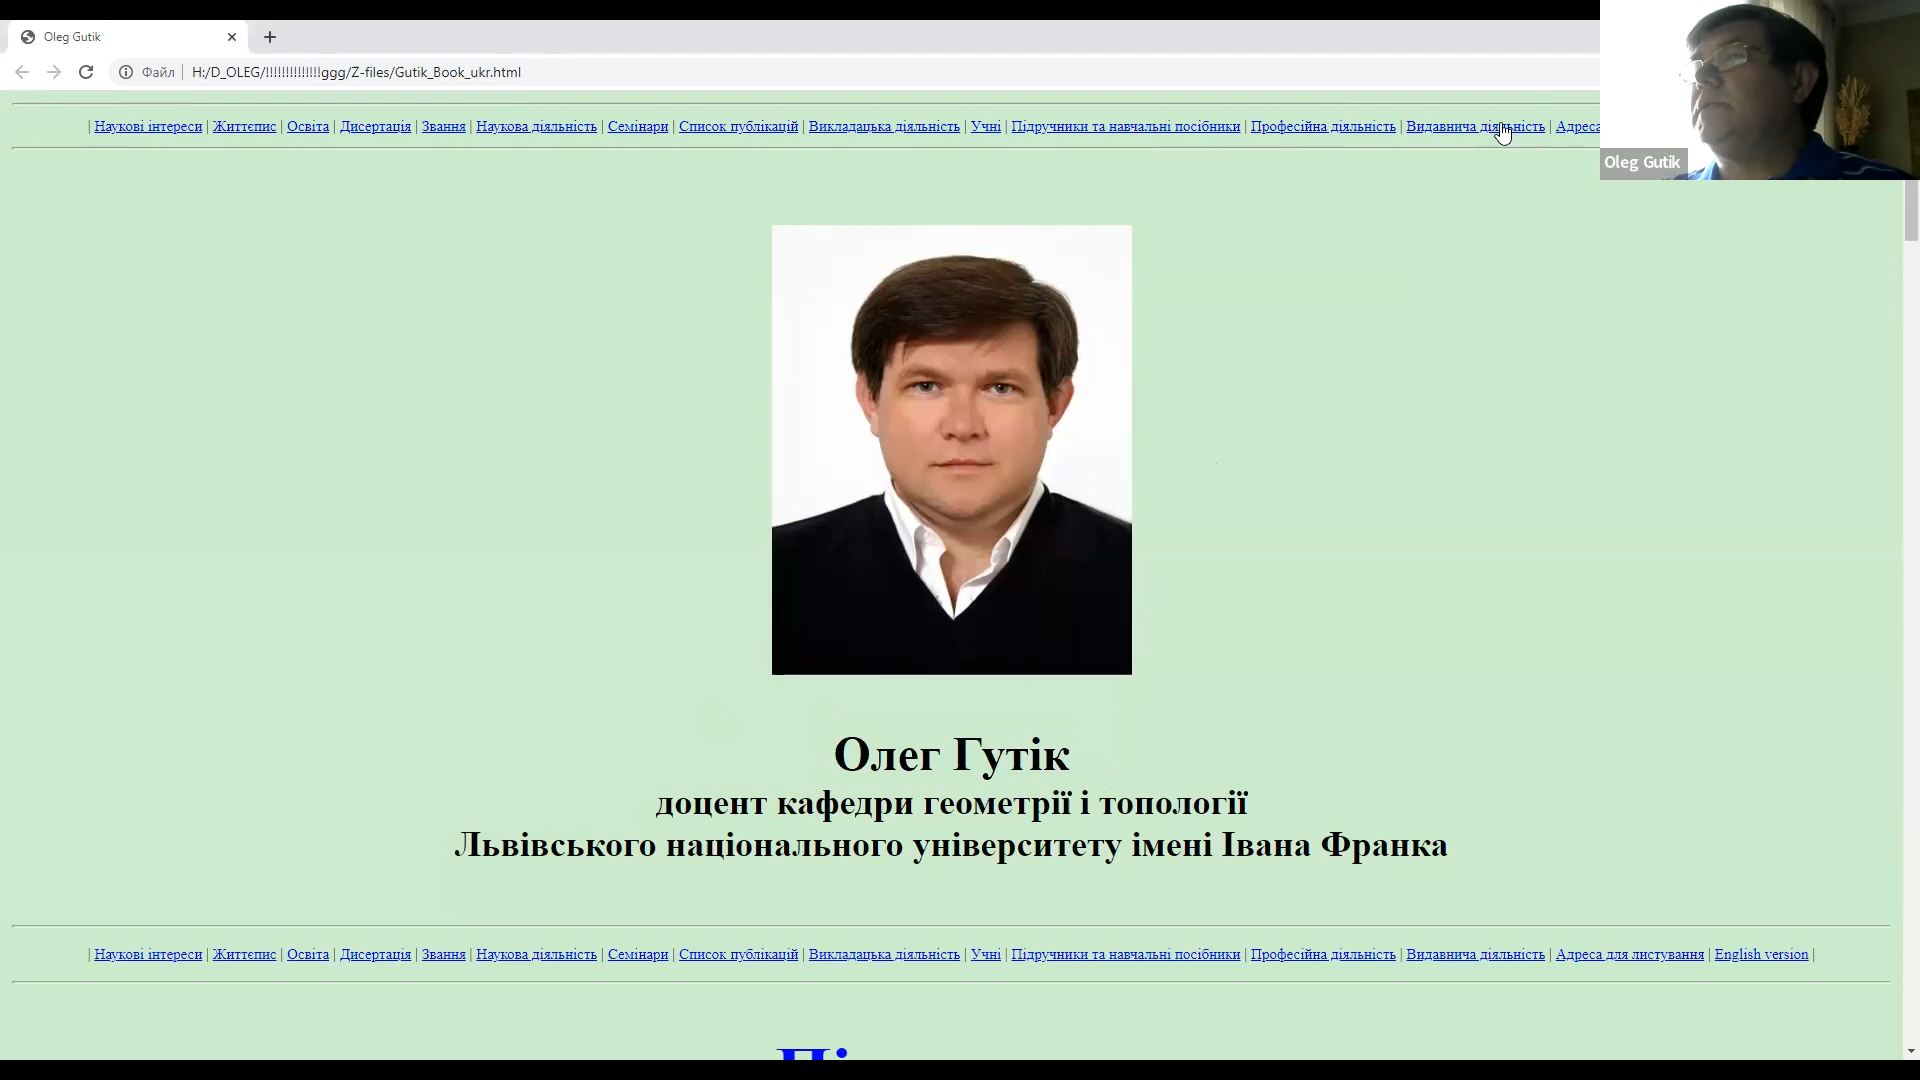 Oleg Gutik
Файл | H:/D_OLEG/!!!!!!!!!!!!!!ggg/Z-files/Gutik_Book_ukr.html
| Наукові інтереси | Життєпис | Освіта | Дисертація | Звання | Наукова діяльність | Семінари | Список публікацій | Викладацька діяльність | Учні | Підручники та навчальні посібники | Професійна діяльність | Видавнича діяльність | Адреса
Oleg Gutik
Олег Гутік
доцент кафедри геометрії і топології
Львівського національного університету імені Івана Франка
| Наукові інтереси | Життєпис | Освіта | Дисертація | Звання | Наукова діяльність | Семінари | Список публікацій | Викладацька діяльність | Учні | Підручники та навчальні посібники | Професійна діяльність | Видавнича діяльність | Адреса для листування | English version |